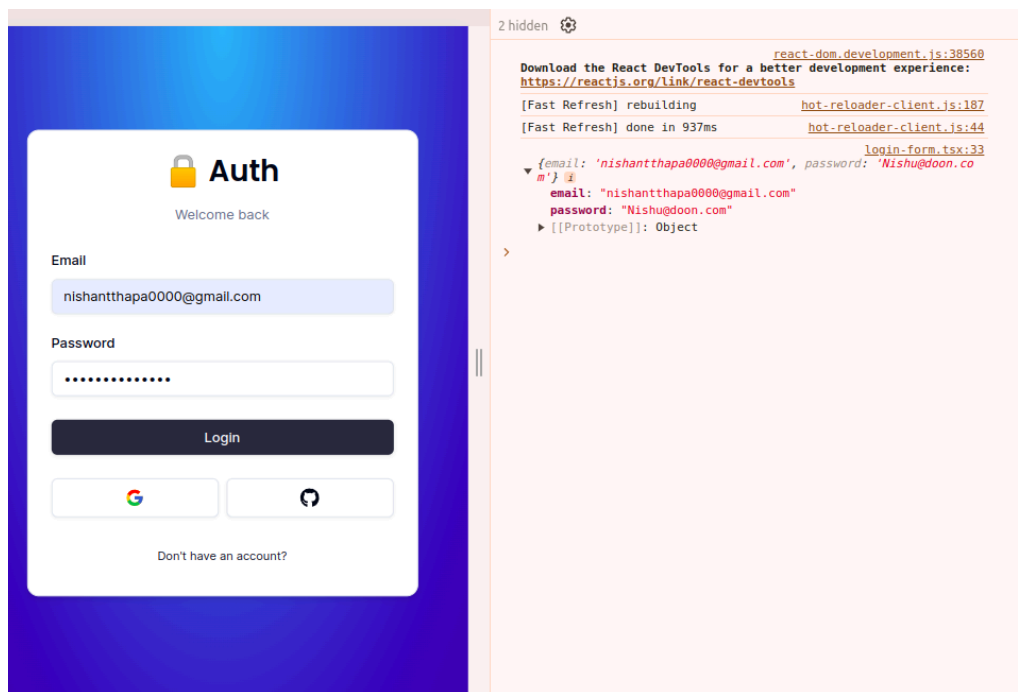 🔒 Auth
Welcome back
Email
nishantthapa0000@gmail.com
Password
••••••••••••••
Login
Don't have an account?
2 hidden
react-dom.development.js:38560
Download the React DevTools for a better development experience:
https://reactjs.org/link/react-devtools
[Fast Refresh] rebuilding hot-reloader-client.js:187
[Fast Refresh] done in 937ms hot-reloader-client.js:44
login-form.tsx:33
{email: 'nishantthapa0000@gmail.com', password: 'Nishu@doon.co
m'} i
email: "nishantthapa0000@gmail.com"
password: "Nishu@doon.com"
[[Prototype]]: Object